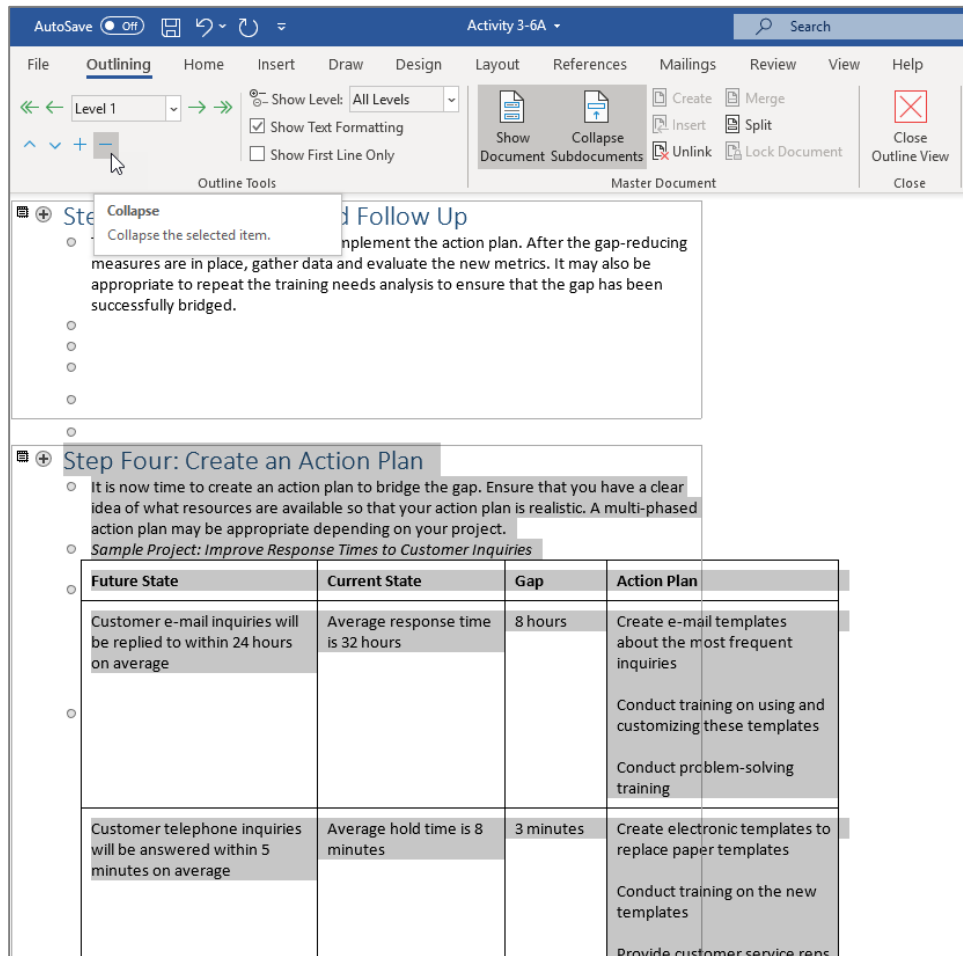 AutoSave Off Activity 3-6A Search
File Outlining Home Insert Draw Design Layout References Mailings Review View Help
Level 1
Show Level: All Levels
Show Text Formatting
Show First Line Only
Outline Tools
Show Document
Collapse Subdocuments
Create
Insert
Unlink
Merge
Split
Lock Document
Master Document
Close Outline View
Close
Collapse
Collapse the selected item.
Ste d Follow Up
mplement the action plan. After the gap-reducing
measures are in place, gather data and evaluate the new metrics. It may also be
appropriate to repeat the training needs analysis to ensure that the gap has been
successfully bridged.
Step Four: Create an Action Plan
It is now time to create an action plan to bridge the gap. Ensure that you have a clear
idea of what resources are available so that your action plan is realistic. A multi-phased
action plan may be appropriate depending on your project.
Sample Project: Improve Response Times to Customer Inquiries
Future State Current State Gap Action Plan
Customer e-mail inquiries will
be replied to within 24 hours
on average
Average response time
is 32 hours
8 hours
Create e-mail templates
about the most frequent
inquiries
Conduct training on using and
customizing these templates
Conduct problem-solving
training
Customer telephone inquiries
will be answered within 5
minutes on average
Average hold time is 8
minutes
3 minutes
Create electronic templates to
replace paper templates
Conduct training on the new
templates
Provide customer service reps